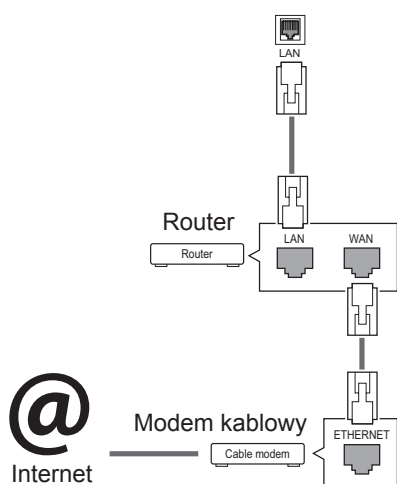 LAN
Router
LAN WAN
Router
@
Modem kablowy
ETHERNET
Cable modem
Internet